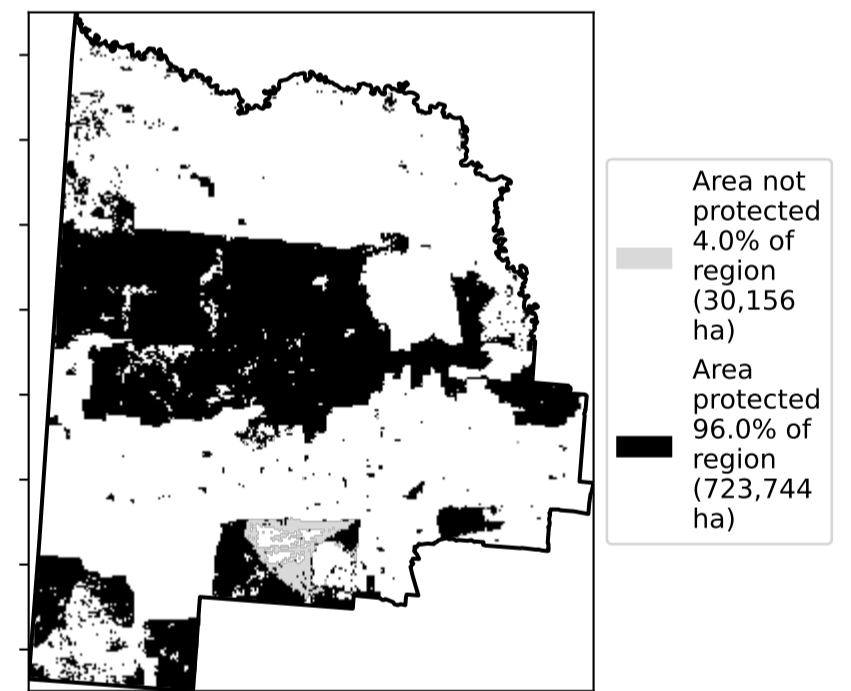 Area not
protected
4.0% of
region
(30,156
ha)
Area
protected
96.0% of
region
(723,744
ha)